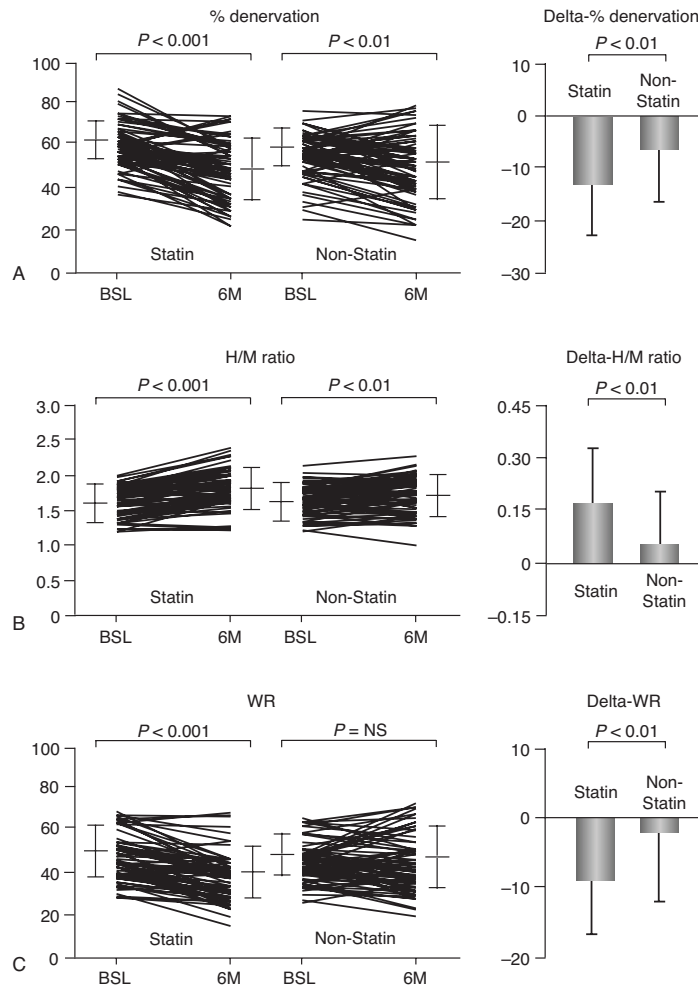 % denervation
P < 0.001
P < 0.01
100
80
60
40
20
0
Statin
Non-Statin
BSL
6M
BSL
6M
A
Delta-% denervation
P < 0.01
10
0
–10
–20
–30
Statin
Non-
Statin
H/M ratio
P < 0.001
P < 0.01
3.0
2.5
2.0
1.5
1.0
0.5
0
Statin
Non-Statin
BSL
6M
BSL
6M
B
Delta-H/M ratio
P < 0.01
0.45
0.30
0.15
0
–0.15
Statin
Non-
Statin
WR
P < 0.001
P = NS
100
80
60
40
20
0
Statin
Non-Statin
BSL
6M
BSL
6M
C
Delta-WR
P < 0.01
10
0
–10
–20
Statin
Non-
Statin